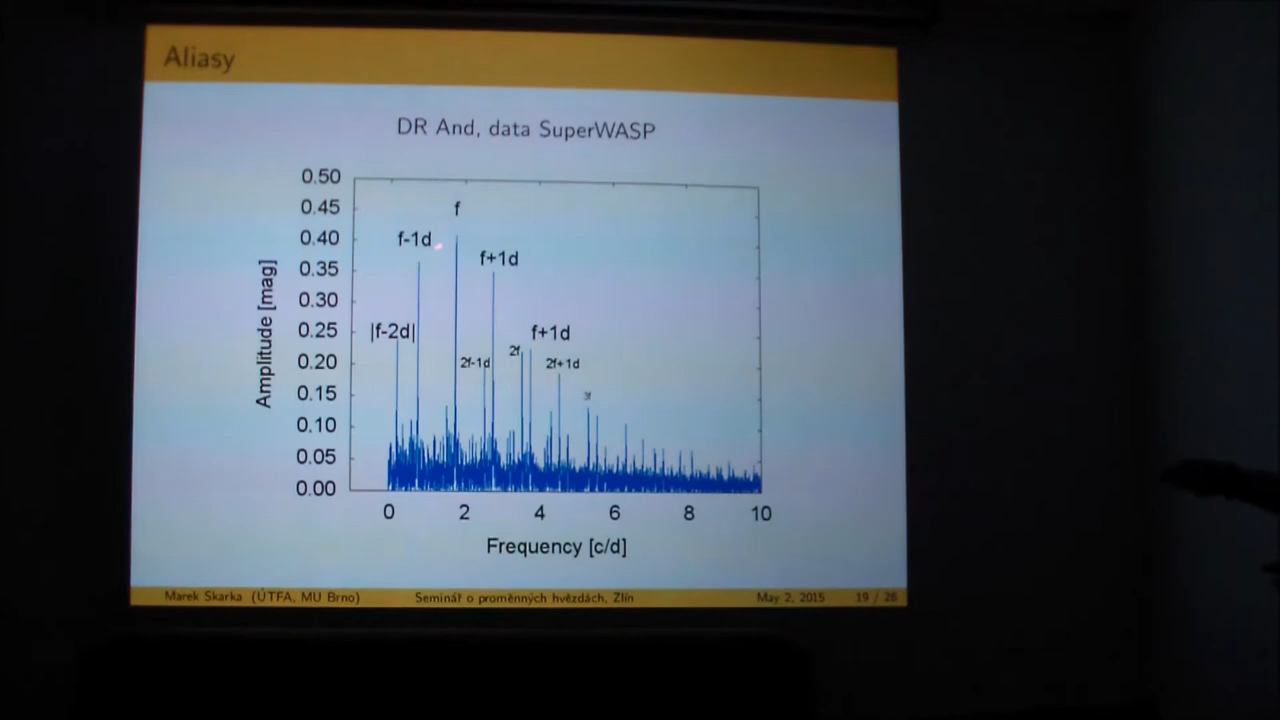 Aliasy
DR And, data SuperWASP
0.50
0.45
0.40
0.35
0.30
0.25
0.20
0.15
0.10
0.05
0.00
Amplitude [mag]
f
f-1d
f+1d
|f-2d|
f+1d
2f-1d
2f
2f+1d
3f
0 2 4 6 8 10
Frequency [c/d]
Marek Skarka (ÚTFA, MU Brno) Seminář o proměnných hvězdách, Zlín May 2, 2015 19 / 28